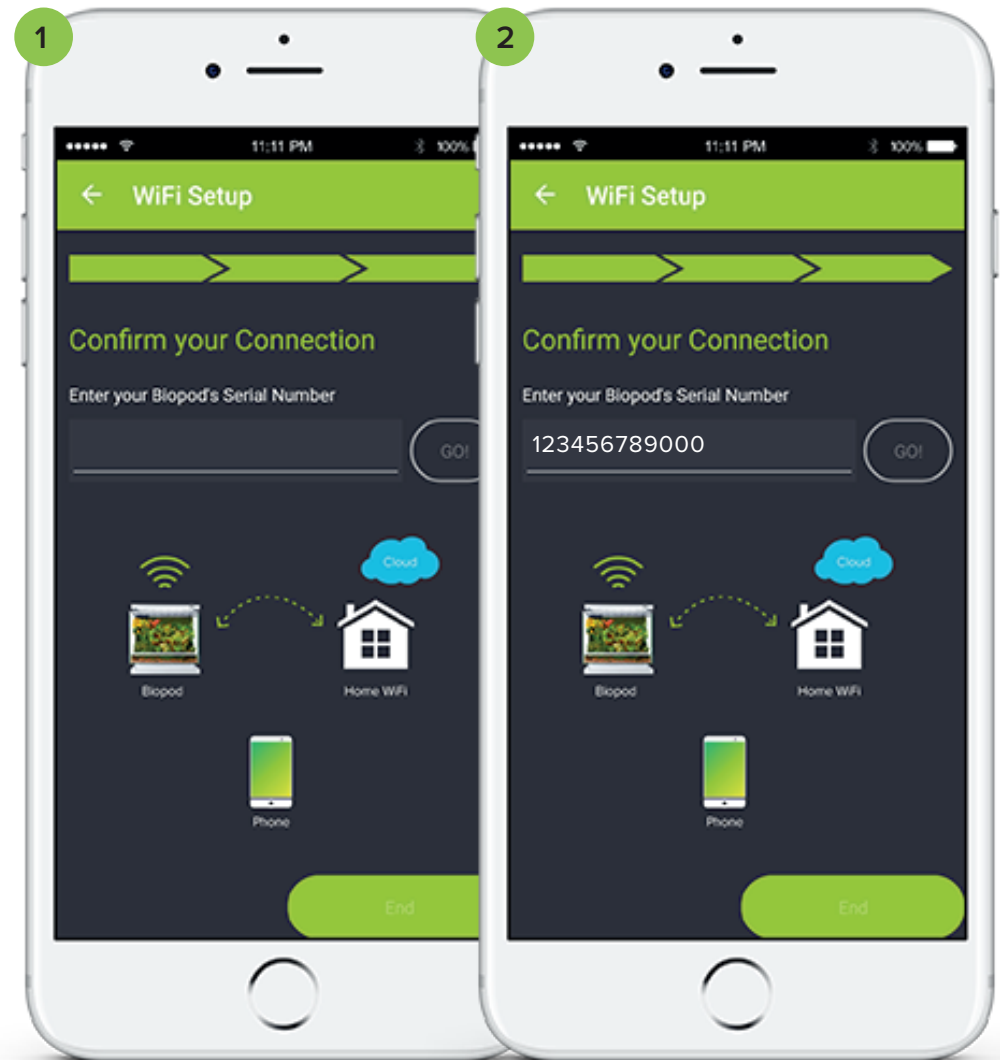 1
11:11 PM
100%
WiFi Setup
Confirm your Connection
Enter your Biopod's Serial Number
GO!
Cloud
Biopod
Home WiFi
Phone
End
2
11:11 PM
100%
WiFi Setup
Confirm your Connection
Enter your Biopod's Serial Number
123456789000
GO!
Cloud
Biopod
Home WiFi
Phone
End